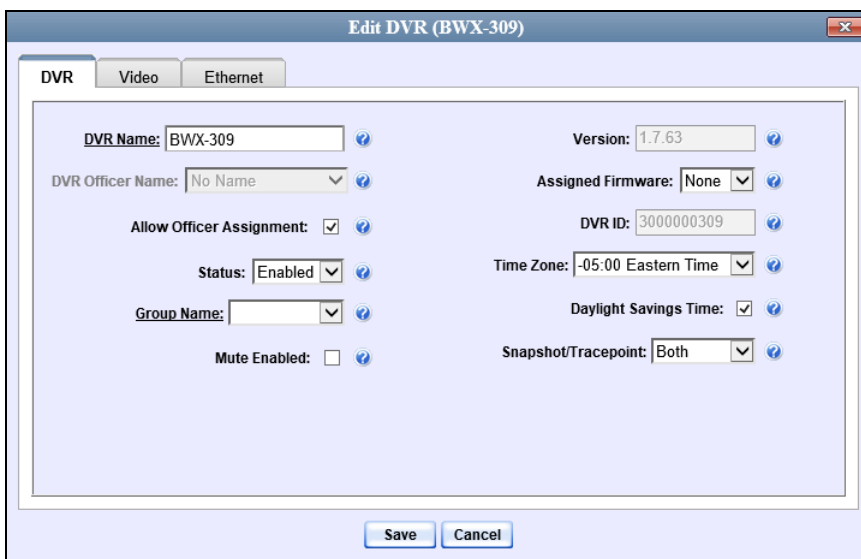 Edit DVR (BWX-309)
DVR Video Ethernet
DVR Name: BWX-309
DVR Officer Name: No Name
Allow Officer Assignment:
Status: Enabled
Group Name:
Mute Enabled:
Version: 1.7.63
Assigned Firmware: None
DVR ID: 3000000309
Time Zone: -05:00 Eastern Time
Daylight Savings Time:
Snapshot/Tracepoint: Both
Save Cancel